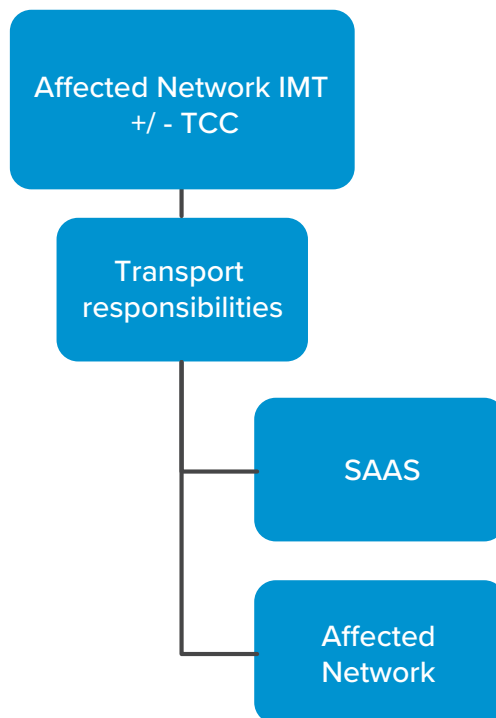 Affected Network IMT
+/ - TCC
Transport
responsibilities
SAAS
Affected
Network